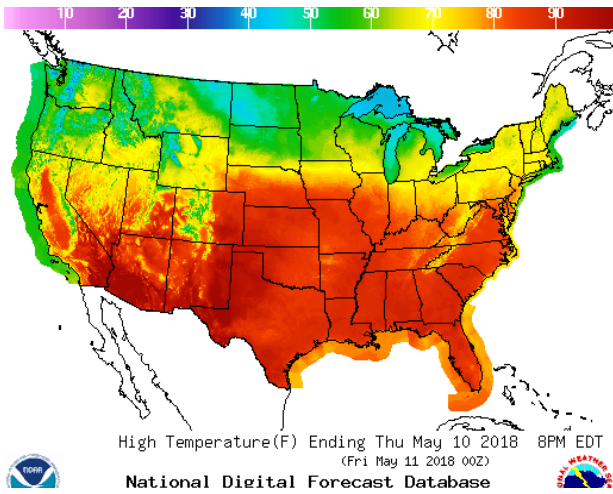 10 20 30 40 50 60 70 80 90
High Temperature(F) Ending Thu May 10 2018 8PM EDT
(Fri May 11 2018 00Z)
National Digital Forecast Database
NOAA